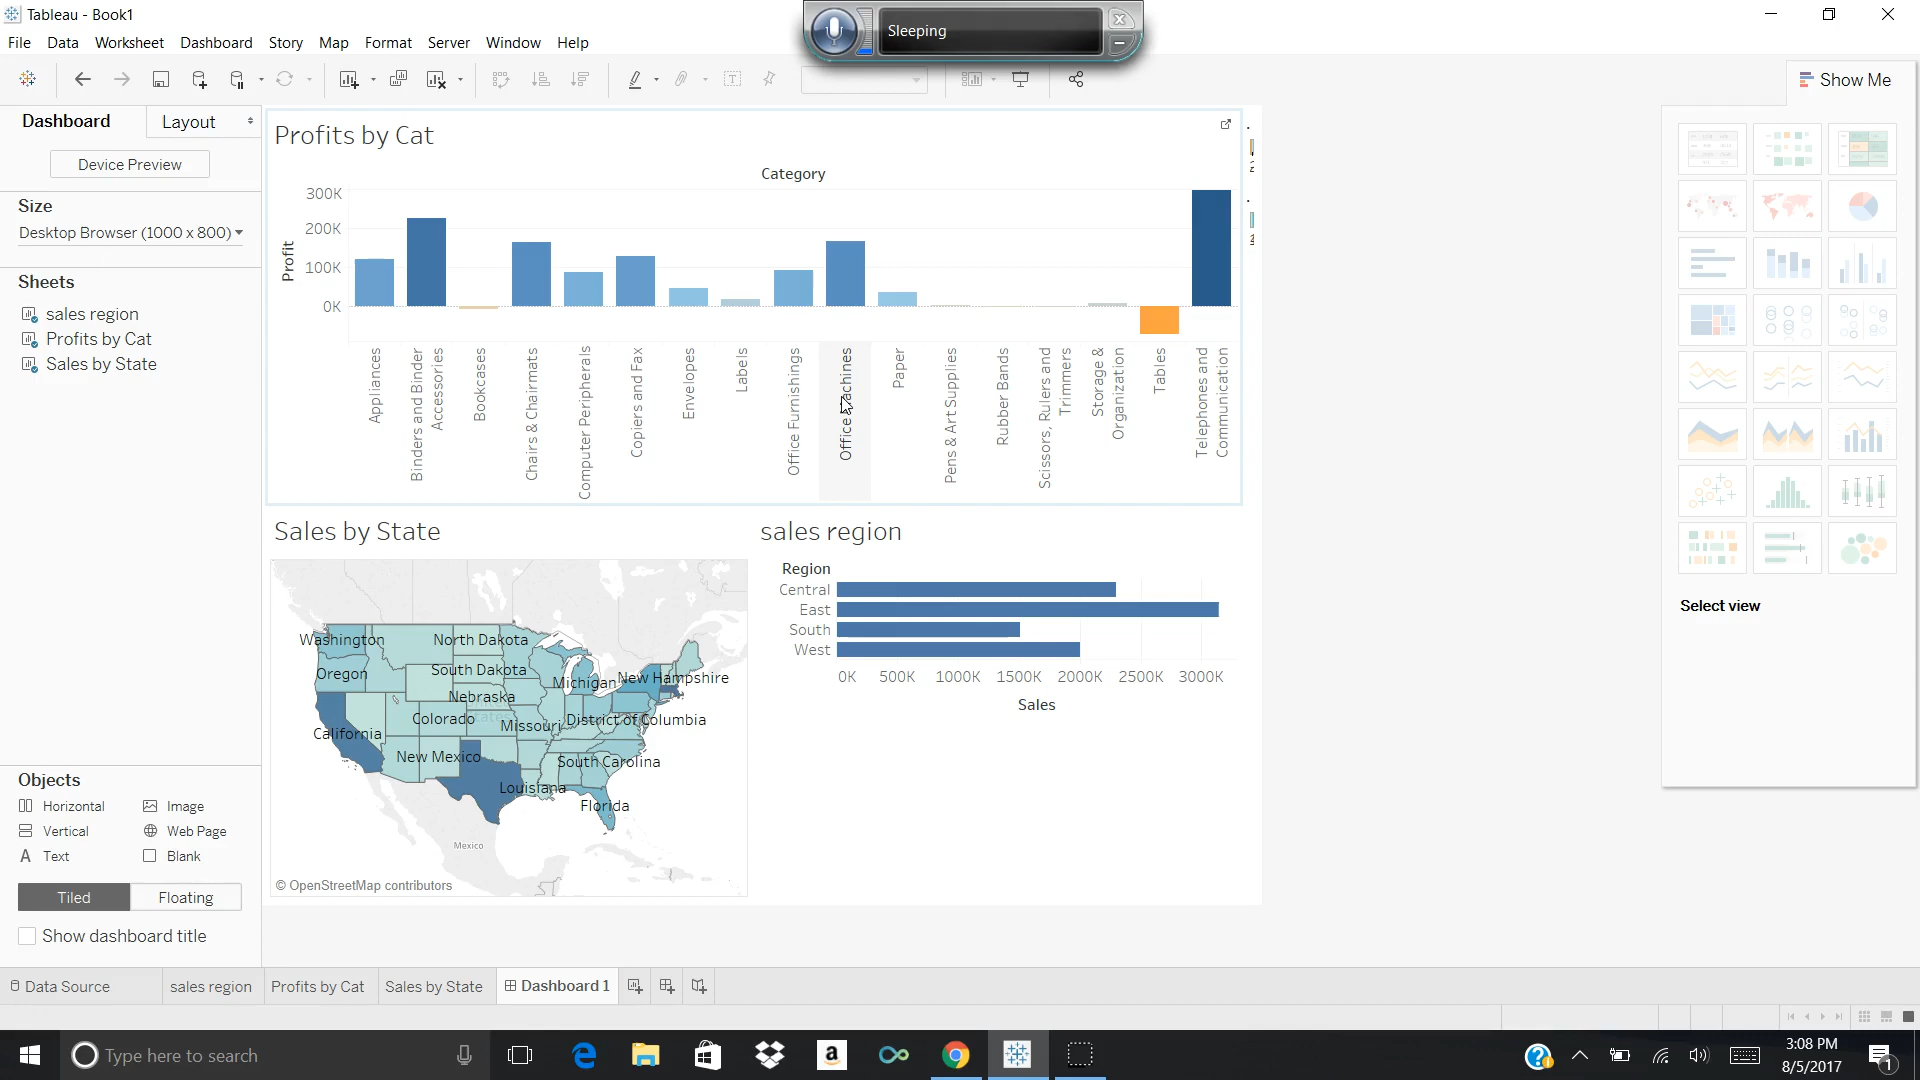 Tableau - Book1
Sleeping
File Data Worksheet Dashboard Story Map Format Server Window Help
Show Me
Dashboard
Layout
Device Preview
Size
Desktop Browser (1000 x 800)
Sheets
sales region
Profits by Cat
Sales by State
Profits by Cat
Category
Profit
300K
200K
100K
0K
Appliances
Binders and Binder
Accessories
Bookcases
Chairs & Chairmats
Computer Peripherals
Copiers and Fax
Envelopes
Labels
Office Furnishings
Office Machines
Paper
Pens & Art Supplies
Rubber Bands
Scissors, Rulers and
Trimmers
Storage &
Organization
Tables
Telephones and
Communication
Sales by State
Washington
North Dakota
Oregon
South Dakota
Michigan
New Hampshire
Nebraska
Colorado
Missouri
District of Columbia
California
New Mexico
South Carolina
Louisiana
Florida
Mexico
© OpenStreetMap contributors
sales region
Region
Central
East
South
West
0K 500K 1000K 1500K 2000K 2500K 3000K
Sales
Select view
Objects
Horizontal Image
Vertical Web Page
A Text Blank
Tiled Floating
Show dashboard title
Data Source sales region Profits by Cat Sales by State Dashboard 1
Type here to search
3:08 PM
8/5/2017
1